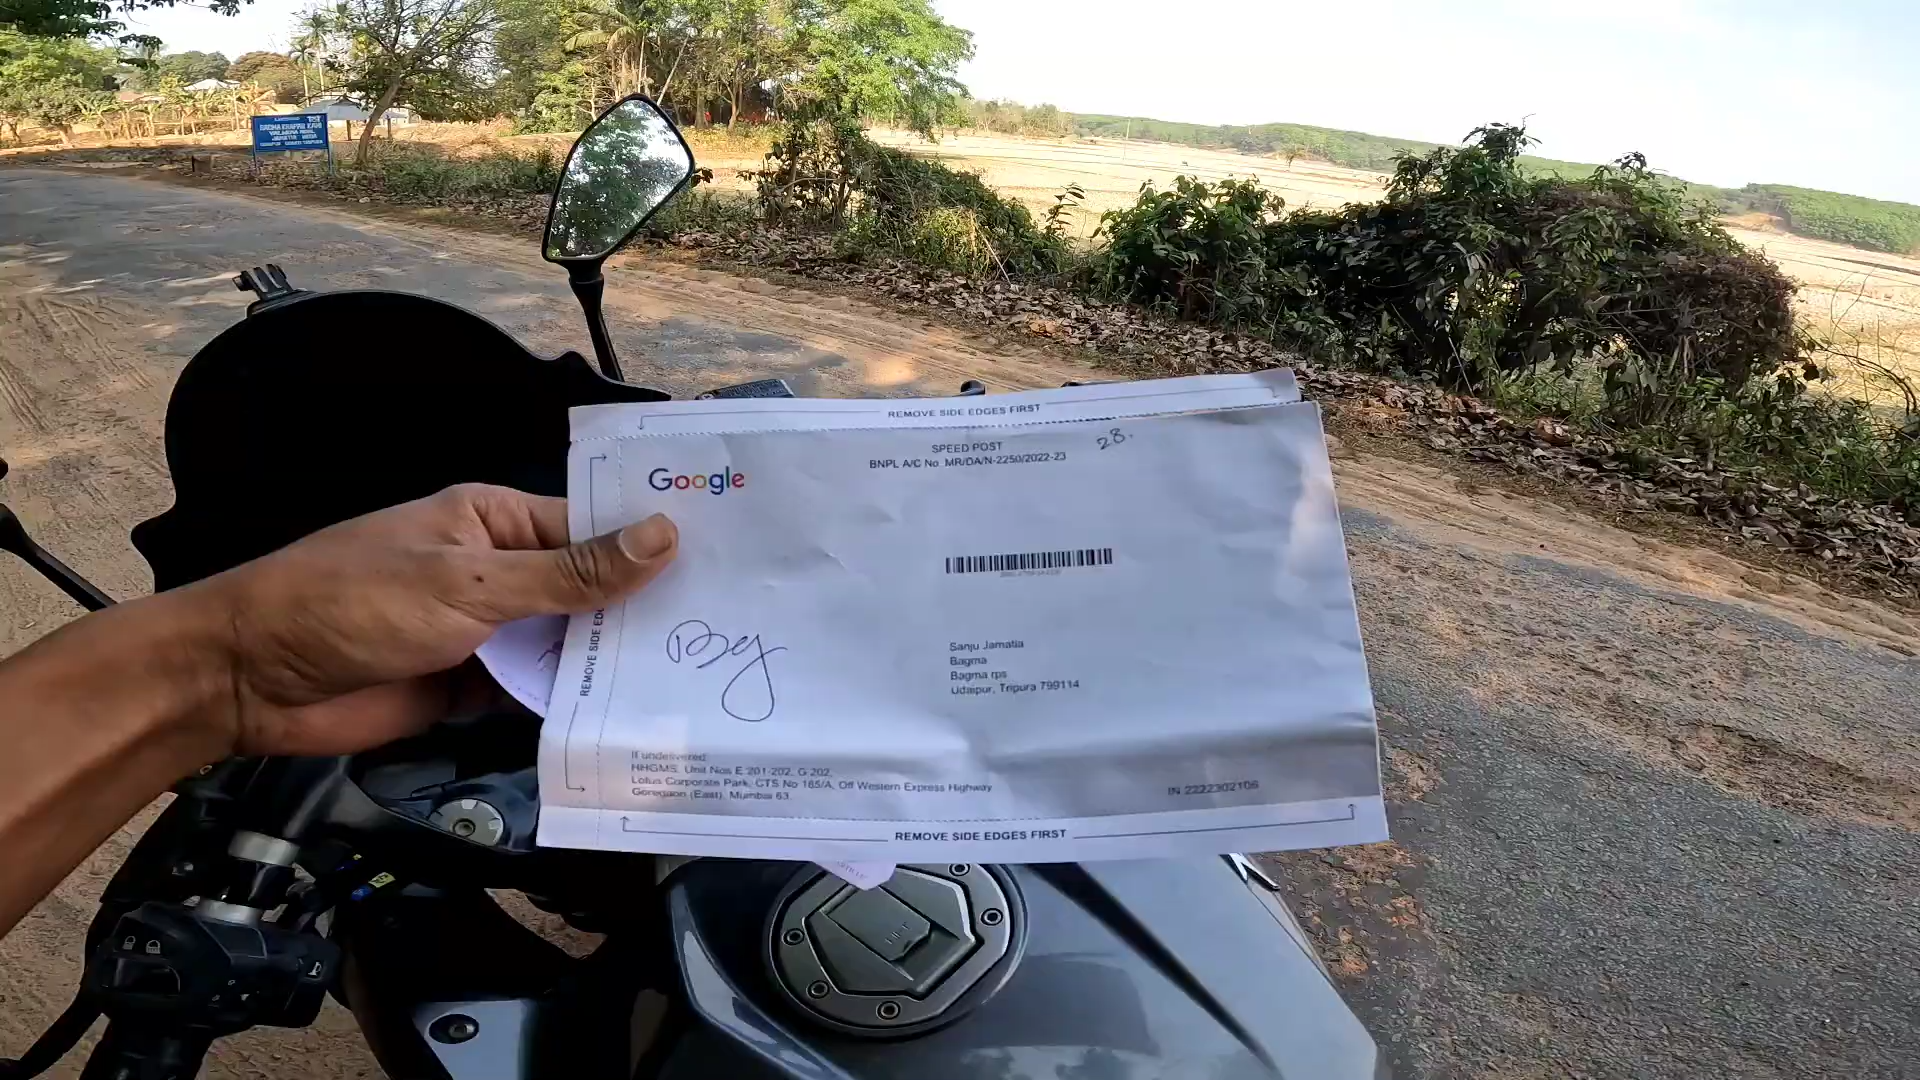 REMOVE SIDE EDGES FIRST
SPEED POST
BNPL A/C No. MR/DA/N-2250/2022-23
28.
Google
Sanju Jamatia
Bagma
Bagma rps
Udaipur, Tripura 799114
REMOVE SIDE ED
If undelivered:
HHGMS, Unit Nos E 201-202, G-202,
Lotus Corporate Park, CTS No 185/A, Off Western Express Highway
Goregaon (East), Mumbai 63.
IN 2222302106
REMOVE SIDE EDGES FIRST